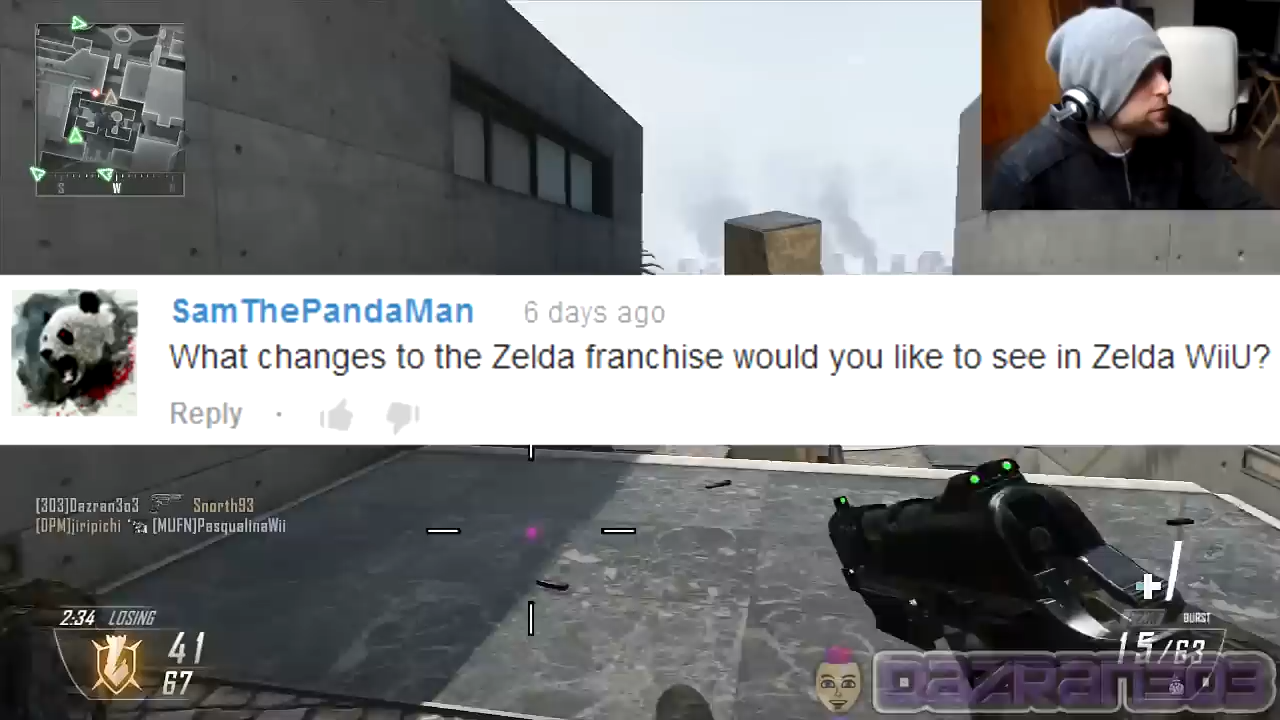 S W N
SamThePandaMan 6 days ago
What changes to the Zelda franchise would you like to see in Zelda WiiU?
Reply ·
[303]Dazran3o3 Snorth93
[OPM]jiripichi [MUFN]PasqualinaWii
2:34 LOSING
41
67
BURST
15/63
DAZRAN303